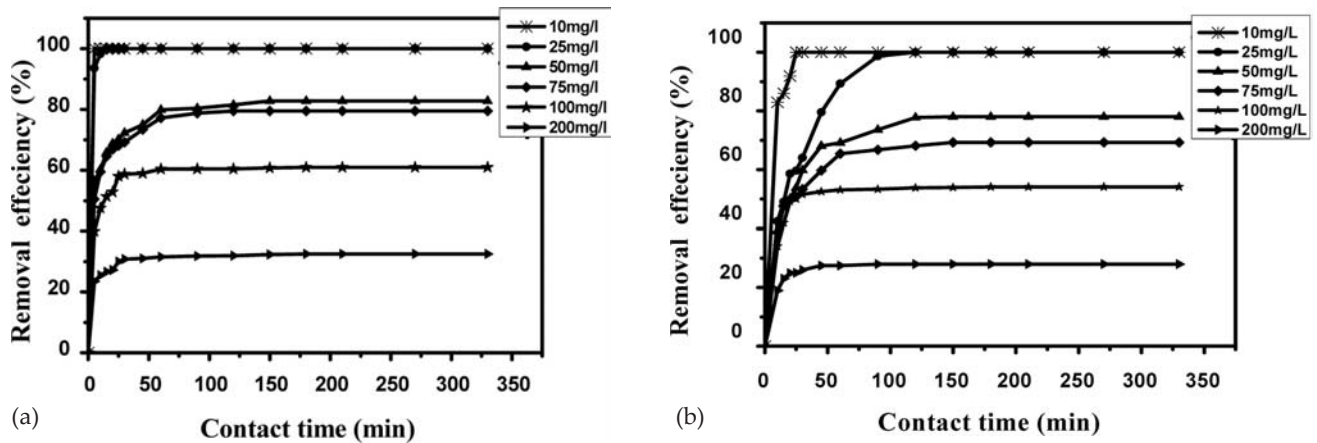 10mg/l
25mg/l
50mg/l
75mg/l
100mg/l
200mg/l
100
80
60
40
20
0
Removal effeciency (%)
0 50 100 150 200 250 300 350
Contact time (min)
(a)
10mg/L
25mg/L
50mg/L
75mg/L
100mg/L
200mg/L
100
80
60
40
20
0
Removal effeciency (%)
0 50 100 150 200 250 300 350
Contact time (min)
(b)